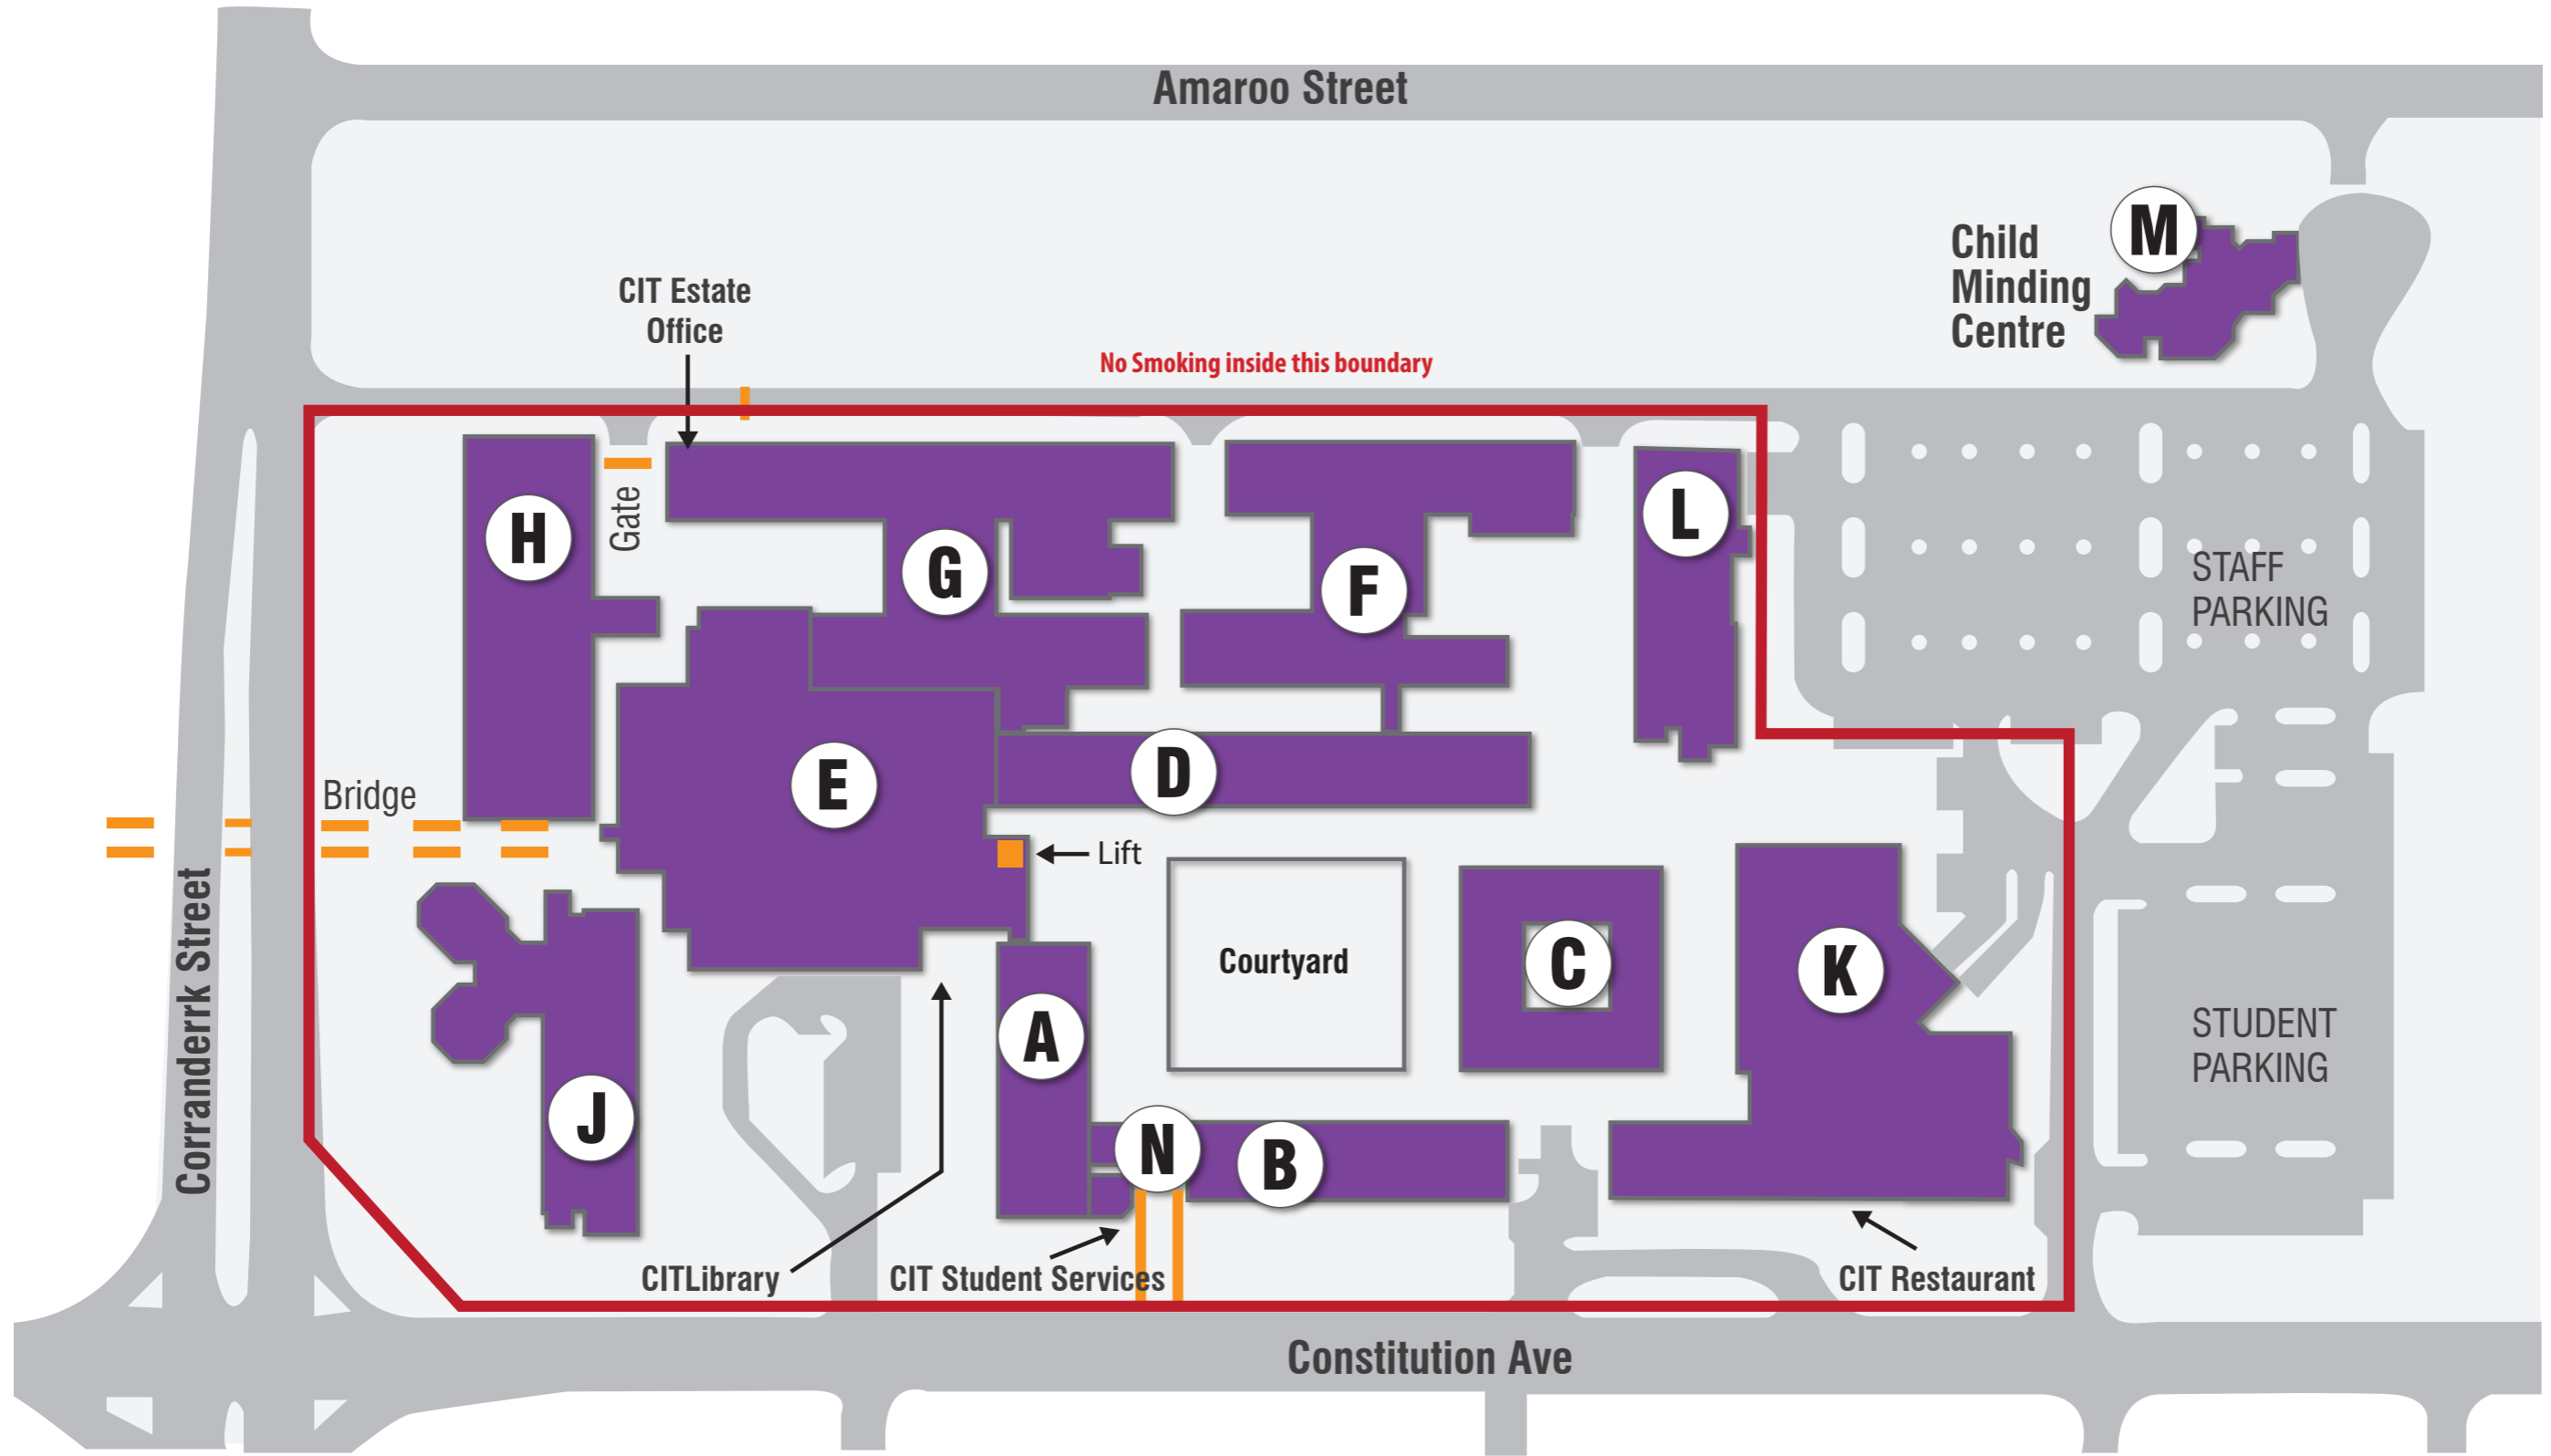 Amaroo Street
M
Child
Minding
Centre
CIT Estate
Office
No Smoking inside this boundary
H
Gate
G
F
L
STAFF
PARKING
E
D
Bridge
Lift
Corranderrk Street
Courtyard
C
K
A
J
N
B
STUDENT
PARKING
CITLibrary
CIT Student Services
CIT Restaurant
Constitution Ave